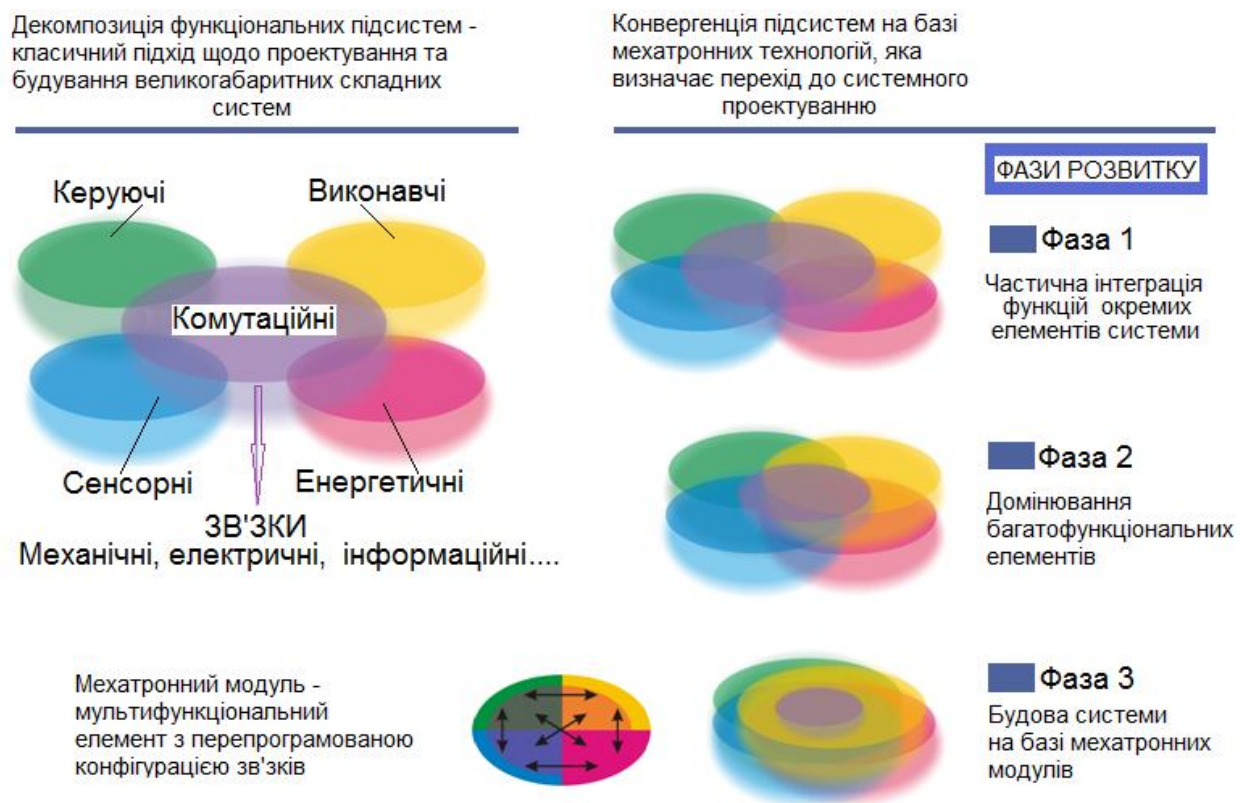 Декомпозиція функціональних підсистем -
класичний підхід щодо проектування та
будування великогабаритних складних
систем
Конвергенція підсистем на базі
мехатронних технологій, яка
визначає перехід до системного
проектуванню
ФАЗИ РОЗВИТКУ
Керуючі
Виконавчі
Комутаційні
Сенсорні
Енергетичні
ЗВ'ЗКИ
Механічні, електричні, інформаційні....
Фаза 1
Частична інтеграція
функцій окремих
елементів системи
Фаза 2
Домінювання
багатофункціональних
елементів
Мехатронний модуль -
мультифункціональний
елемент з перепрограмованою
конфігурацією зв'язків
Фаза 3
Будова системи
на базі мехатронних
модулів